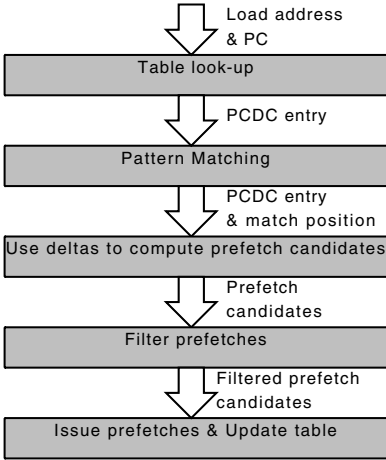 Load address
& PC
Table look-up
PCDC entry
Pattern Matching
PCDC entry
& match position
Use deltas to compute prefetch candidates
Prefetch
candidates
Filter prefetches
Filtered prefetch
candidates
Issue prefetches & Update table